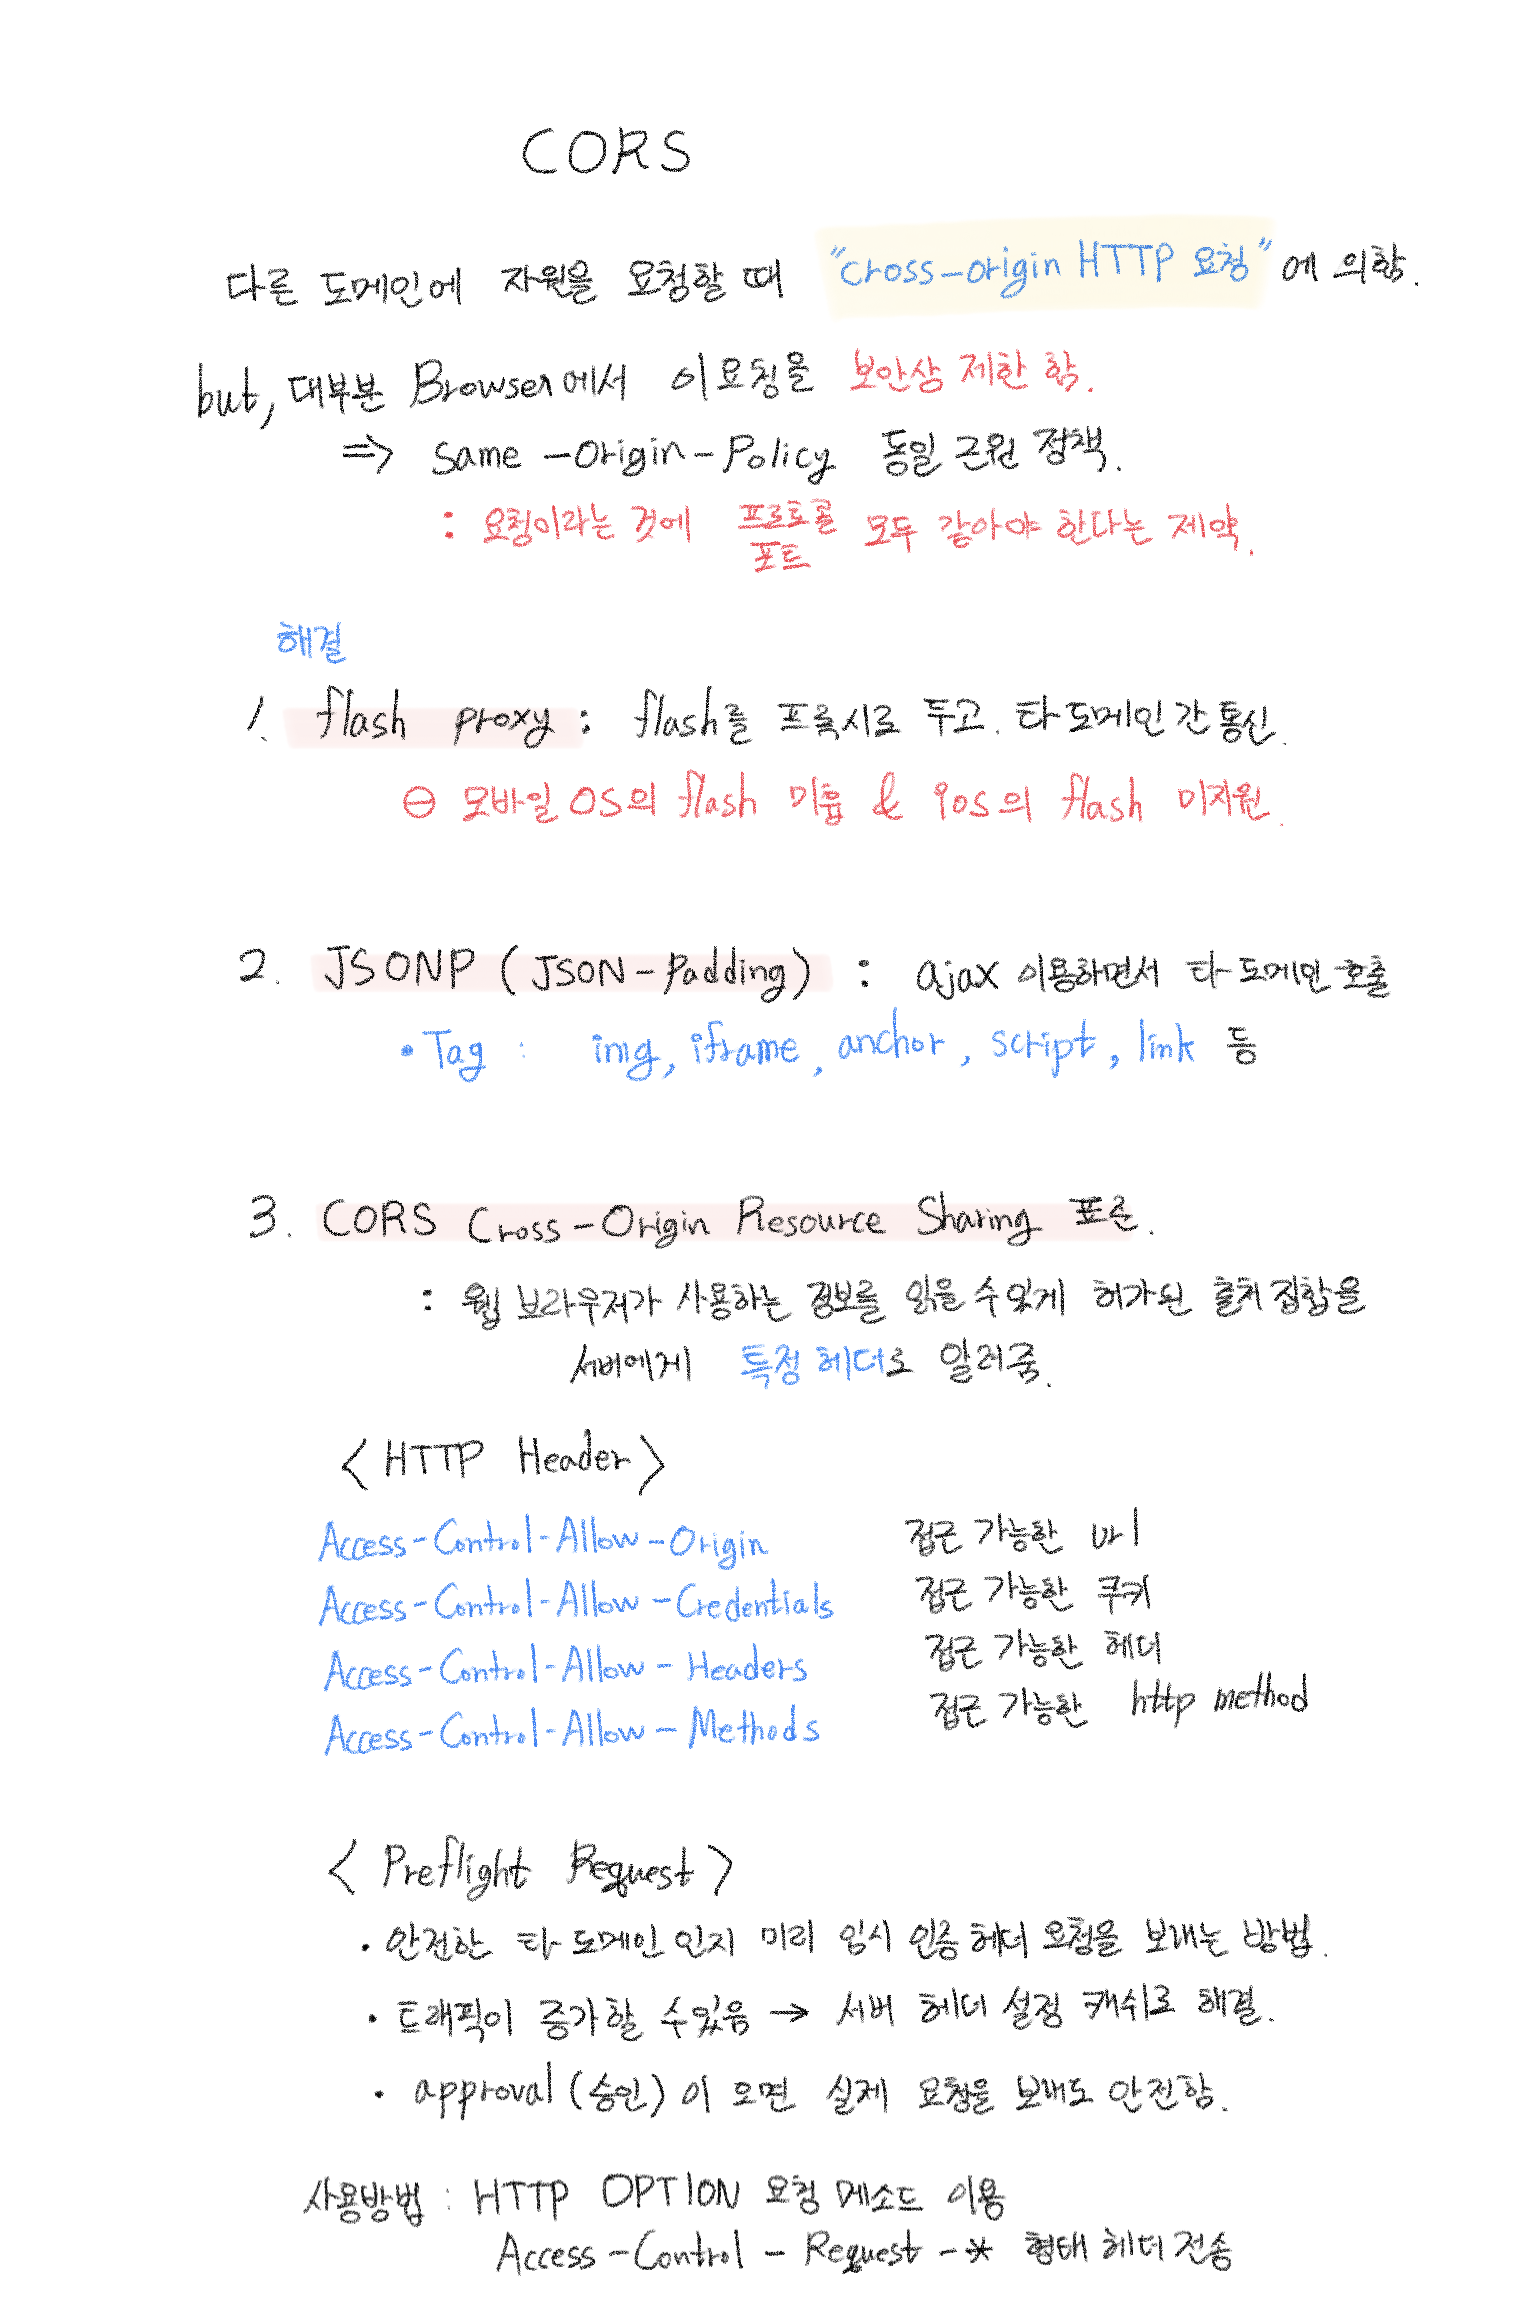 CORS
다른 도메인에 자원을 요청할 때 "cross-origin HTTP 요청"에 의함.
but, 대부분 Browser에서 이 요청을 보안상 제한 함.
=> Same-Origin-Policy 동일 근원 정책.
: 요청이라는 것에 프로토콜 모두 같아야 한다는 제약.
포트
해결
1. flash proxy : flash를 프록시로 두고. 타 도메인 간 통신.
⊖ 모바일 OS의 flash 미흡 & iOS의 flash 미지원.
2. JSONP (JSON-Padding) : ajax 이용하면서 타 도메인 호출
• Tag : img, iframe, anchor, script, link 등
3. CORS Cross-Origin Resource Sharing 표준.
: 웹 브라우저가 사용하는 정보를 읽을 수 있게 허가된 출처 집합을
서버에게 특정 헤더로 알려줌.
<HTTP Header>
Access-Control-Allow-Origin 접근 가능한 url
Access-Control-Allow-Credentials 접근 가능한 쿠키
Access-Control-Allow-Headers 접근 가능한 헤더
Access-Control-Allow-Methods 접근 가능한 http method
<Preflight Request>
• 안전한 타 도메인 인지 미리 임시 인증 헤더 요청을 보내는 방법.
• 트래픽이 증가할 수 있음 → 서버 헤더 설정 캐쉬로 해결.
• approval (승인)이 오면 실제 요청을 보내도 안전함.
사용방법 : HTTP OPTION 요청 메소드 이용
Access-Control-Request-* 형태 헤더 전송